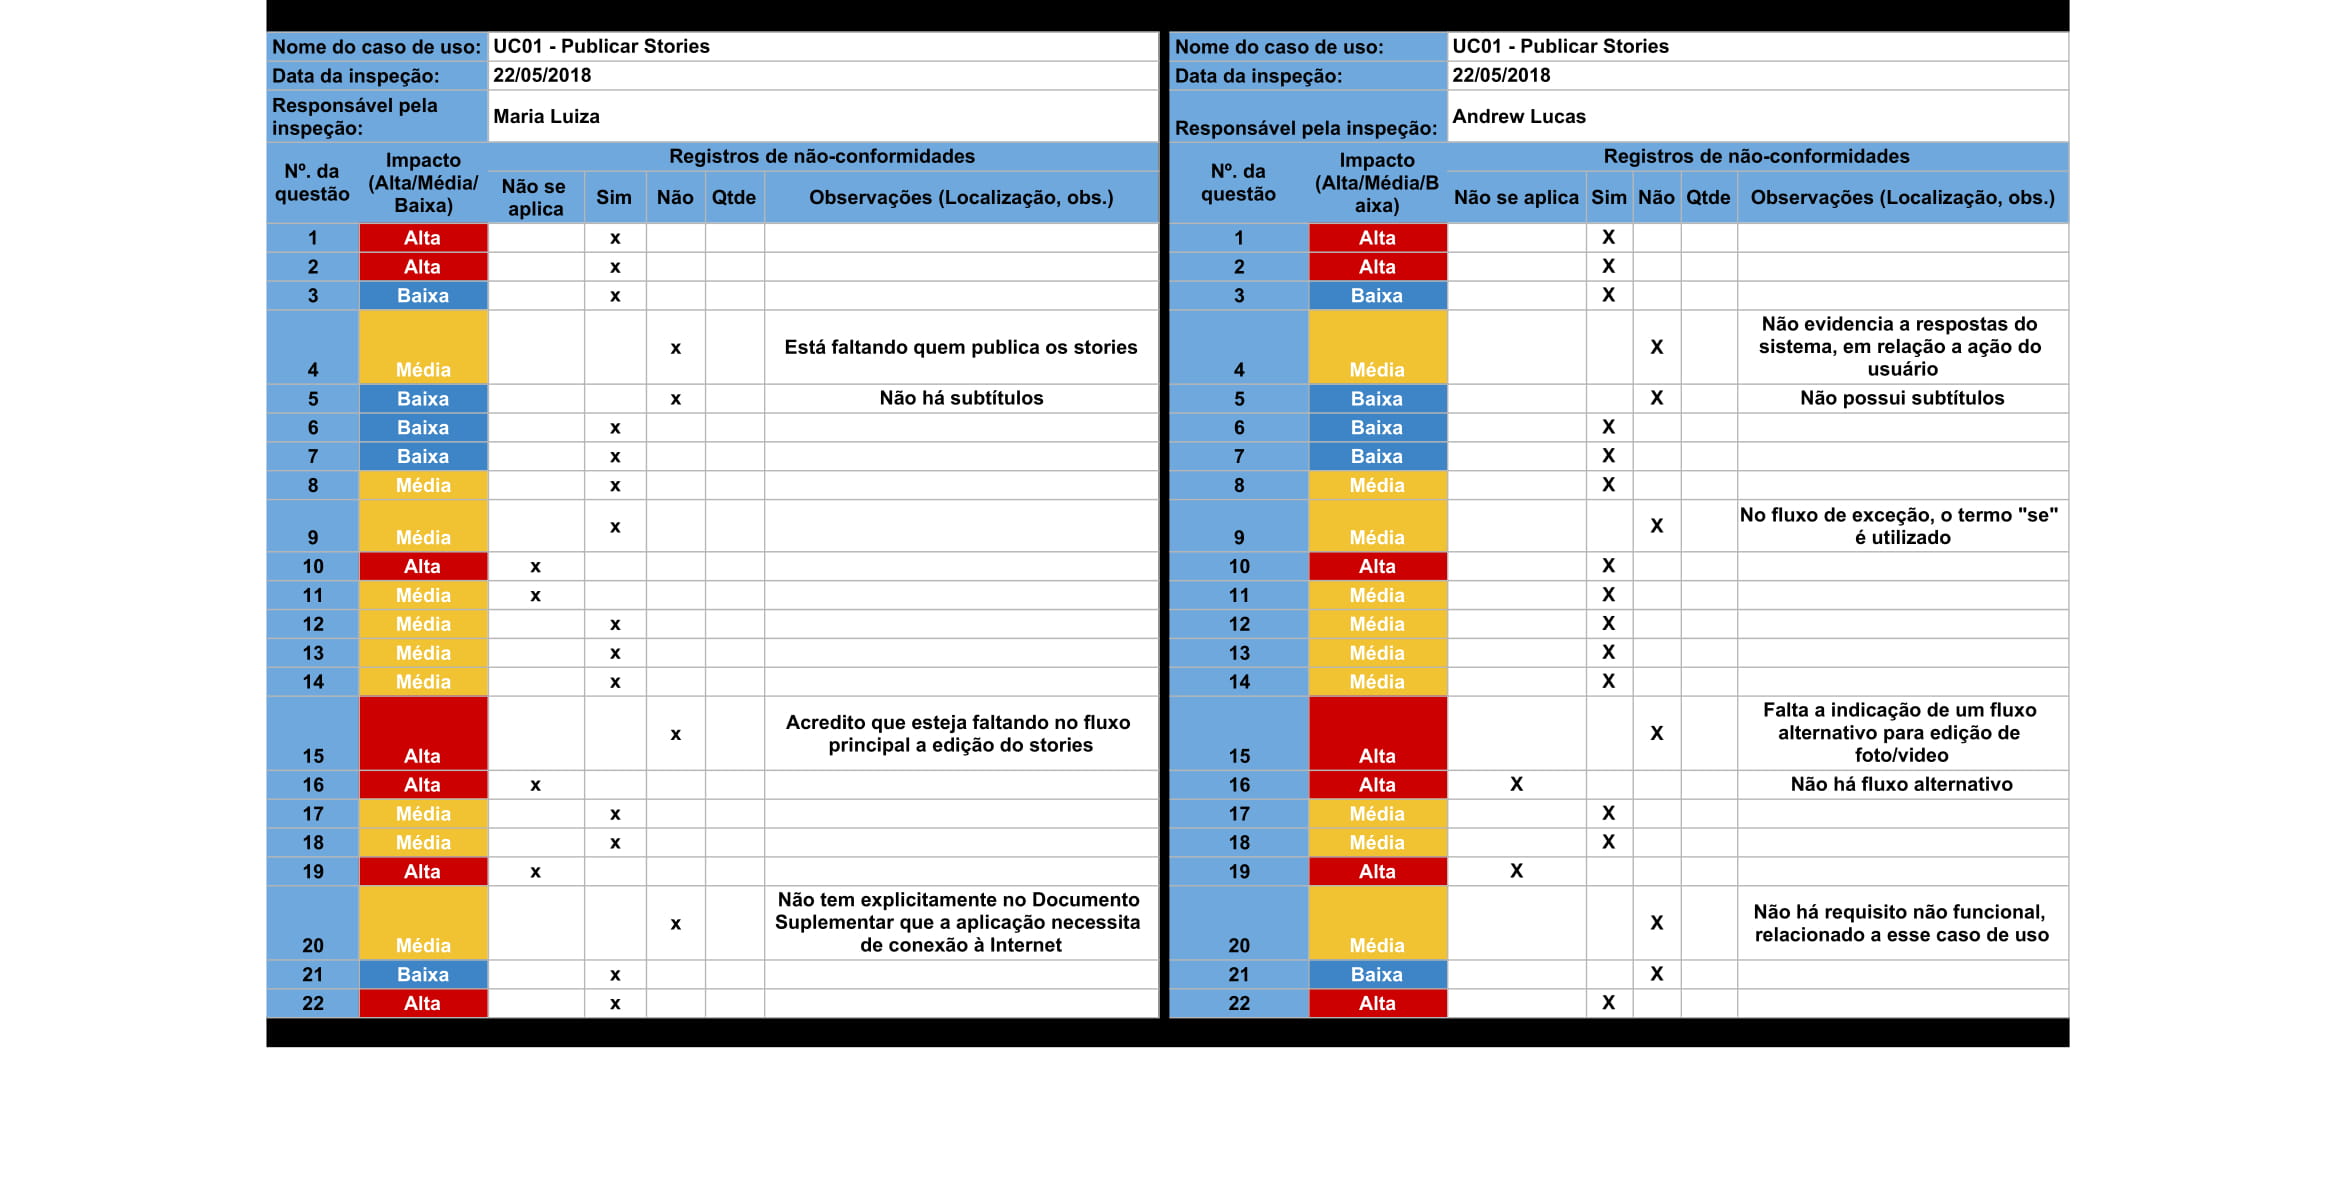 Nome do caso de uso: UC01 - Publicar Stories
Data da inspeção: 22/05/2018
Responsável pela
inspeção: Maria Luiza
Nº. da questão Impacto (Alta/Média/Baixa) Registros de não-conformidades
Não se aplica Sim Não Qtde Observações (Localização, obs.)
1 Alta x
2 Alta x
3 Baixa x
4 Média x Está faltando quem publica os stories
5 Baixa x Não há subtítulos
6 Baixa x
7 Baixa x
8 Média x
9 Média x
10 Alta x
11 Média x
12 Média x
13 Média x
14 Média x
15 Alta x Acredito que esteja faltando no fluxo
principal a edição do stories
16 Alta x
17 Média x
18 Média x
19 Alta x
20 Média x Não tem explicitamente no Documento
Suplementar que a aplicação necessita
de conexão à Internet
21 Baixa x
22 Alta x
Nome do caso de uso: UC01 - Publicar Stories
Data da inspeção: 22/05/2018
Responsável pela inspeção: Andrew Lucas
Nº. da questão Impacto (Alta/Média/Baixa) Registros de não-conformidades
Não se aplica Sim Não Qtde Observações (Localização, obs.)
1 Alta X
2 Alta X
3 Baixa X
4 Média X Não evidencia a respostas do
sistema, em relação a ação do
usuário
5 Baixa X Não possui subtítulos
6 Baixa X
7 Baixa X
8 Média X
9 Média X No fluxo de exceção, o termo "se"
é utilizado
10 Alta X
11 Média X
12 Média X
13 Média X
14 Média X
15 Alta X Falta a indicação de um fluxo
alternativo para edição de
foto/video
16 Alta X Não há fluxo alternativo
17 Média X
18 Média X
19 Alta X
20 Média X Não há requisito não funcional,
relacionado a esse caso de uso
21 Baixa X
22 Alta X